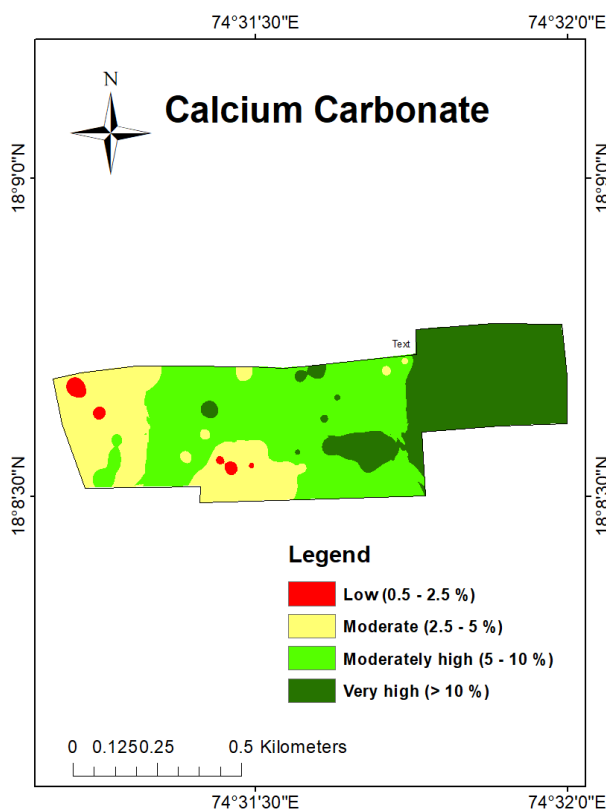 74°31'30"E 74°32'0"E
N
Calcium Carbonate
18°9'0"N 18°9'0"N
Text
18°8'30"N 18°8'30"N
Legend
Low (0.5 - 2.5 %)
Moderate (2.5 - 5 %)
Moderately high (5 - 10 %)
Very high (> 10 %)
0 0.125 0.25 0.5 Kilometers
74°31'30"E 74°32'0"E